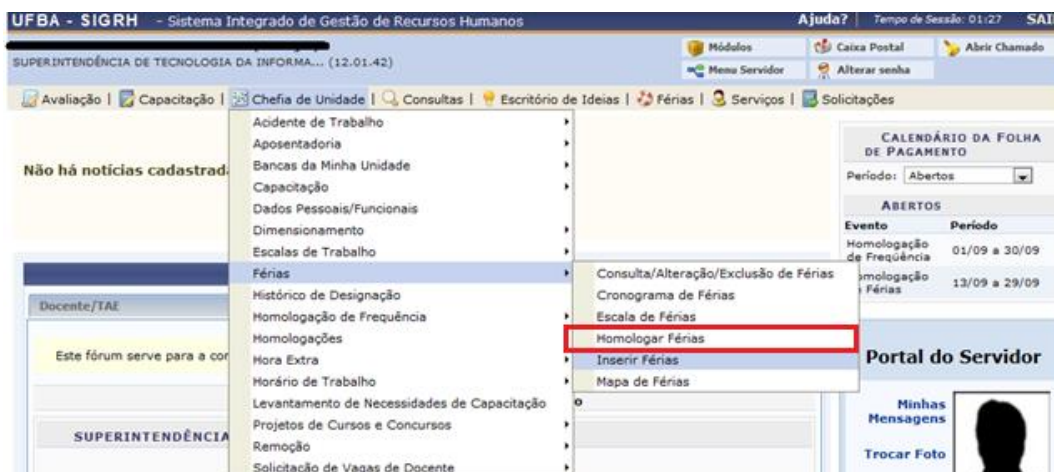 UFBA - SIGRH - Sistema Integrado de Gestão de Recursos Humanos
Ajuda? Tempo de Sessão: 01:27 SAI
SUPERINTENDÊNCIA DE TECNOLOGIA DA INFORMA... (12.01.42)
Módulos Caixa Postal Abrir Chamado
Menu Servidor Alterar senha
Avaliação | Capacitação | Chefia de Unidade | Consultas | Escritório de Ideias | Férias | Serviços | Solicitações
Não há notícias cadastrad
Acidente de Trabalho
Aposentadoria
Bancas da Minha Unidade
Capacitação
Dados Pessoais/Funcionais
Dimensionamento
Escalas de Trabalho
Férias
Histórico de Designação
Homologação de Frequência
Homologações
Hora Extra
Horário de Trabalho
Levantamento de Necessidades de Capacitação
Projetos de Cursos e Concursos
Remoção
Solicitação de Vagas de Docente
Consulta/Alteração/Exclusão de Férias
Cronograma de Férias
Escala de Férias
Homologar Férias
Inserir Férias
Mapa de Férias
o
Docente/TAE
Este fórum serve para a cor
SUPERINTENDÊNCIA
CALENDÁRIO DA FOLHA
DE PAGAMENTO
Período: Abertos
ABERTOS
Evento Período
Homologação
de Freqüência 01/09 a 30/09
omologação
Férias 13/09 a 29/09
Portal do Servidor
Minhas
Mensagens
Trocar Foto